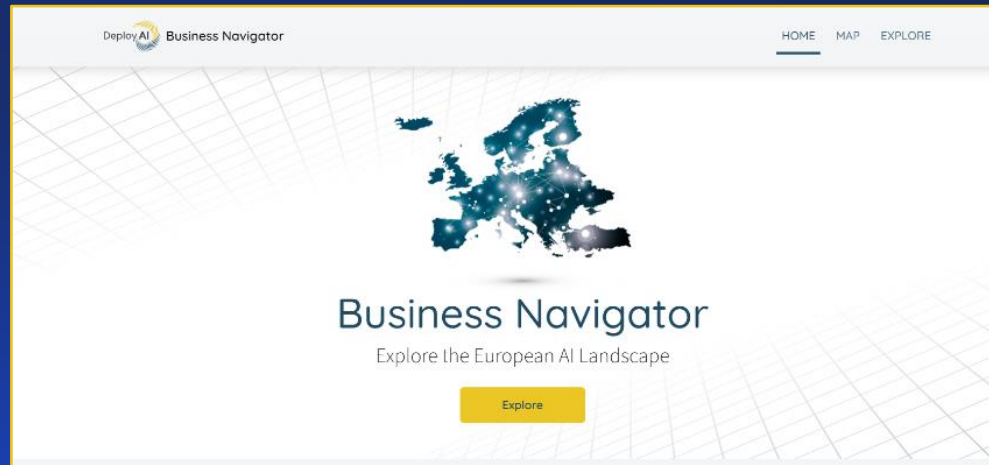 Deploy AI Business Navigator
HOME MAP EXPLORE
Business Navigator
Explore the European AI Landscape
Explore